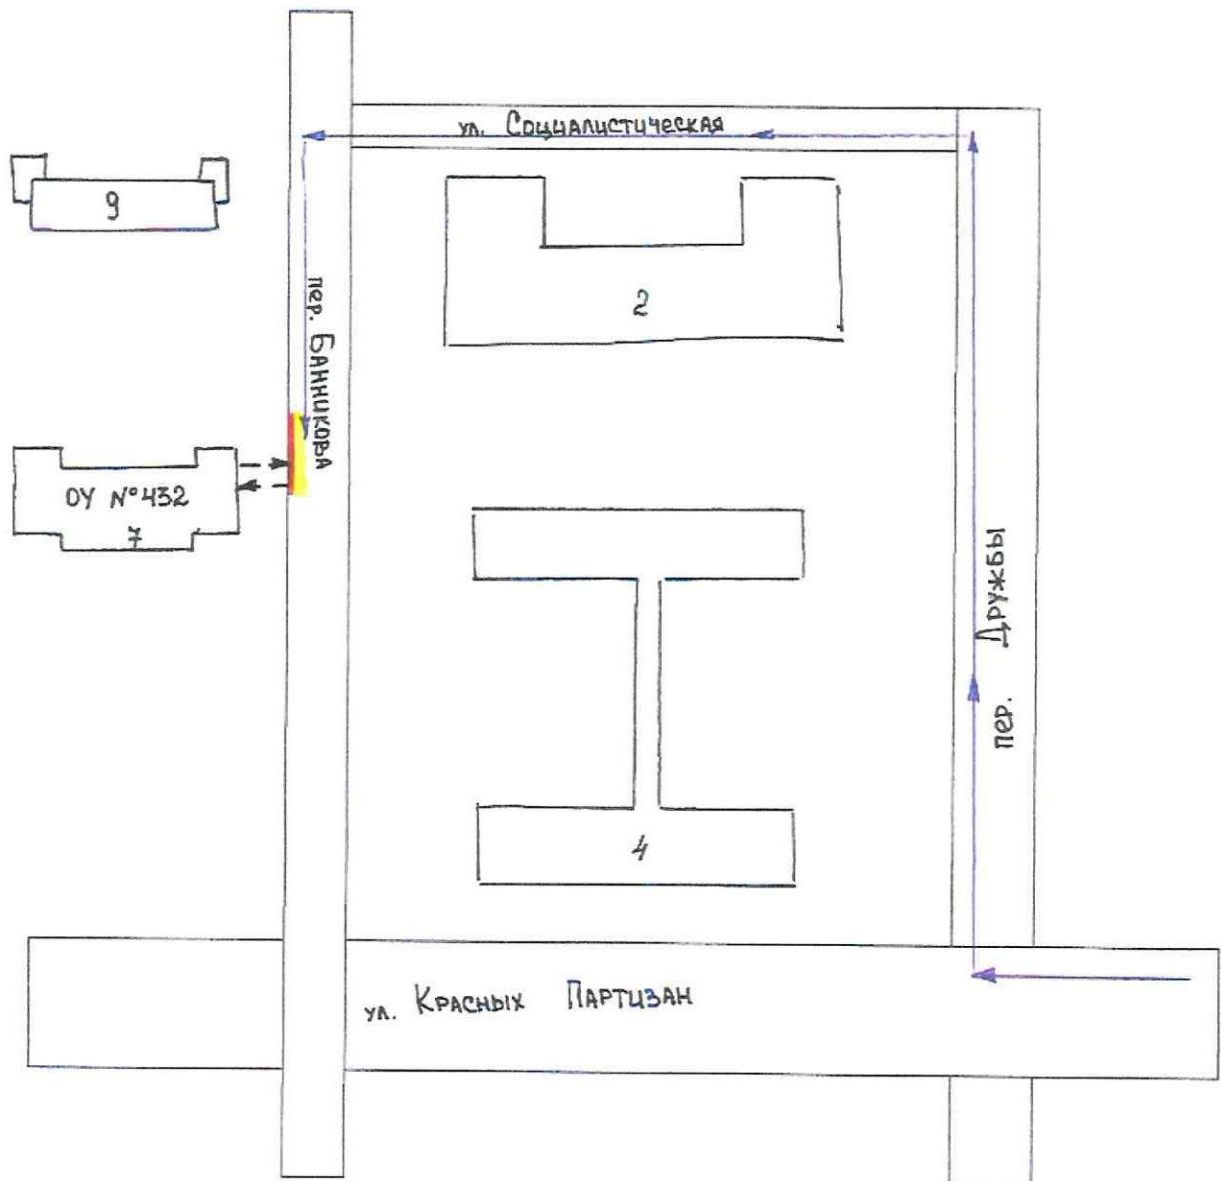 ул. Социалистическая
9
2
пер. Банникова
ОУ №432
7
пер. Дружбы
4
ул. Красных Партизан